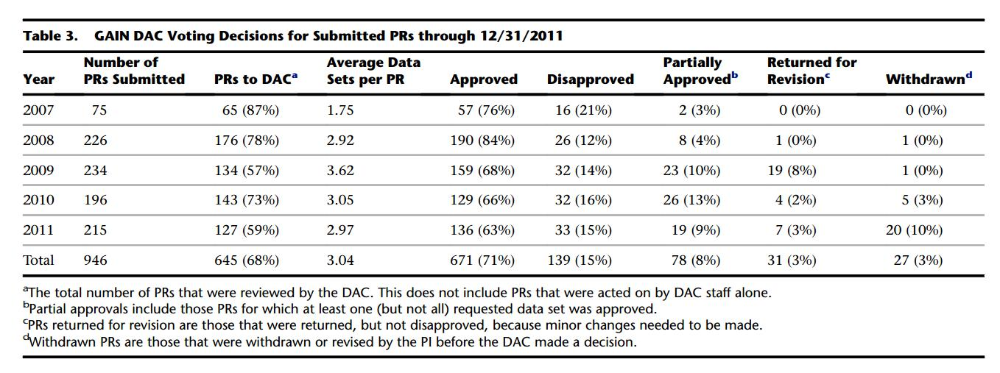 Table 3. GAIN DAC Voting Decisions for Submitted PRs through 12/31/2011
Year Number of PRs Submitted PRs to DACa Average Data Sets per PR Approved Disapproved Partially Approvedb Returned for Revisionc Withdrawnd
2007 75 65 (87%) 1.75 57 (76%) 16 (21%) 2 (3%) 0 (0%) 0 (0%)
2008 226 176 (78%) 2.92 190 (84%) 26 (12%) 8 (4%) 1 (0%) 1 (0%)
2009 234 134 (57%) 3.62 159 (68%) 32 (14%) 23 (10%) 19 (8%) 1 (0%)
2010 196 143 (73%) 3.05 129 (66%) 32 (16%) 26 (13%) 4 (2%) 5 (3%)
2011 215 127 (59%) 2.97 136 (63%) 33 (15%) 19 (9%) 7 (3%) 20 (10%)
Total 946 645 (68%) 3.04 671 (71%) 139 (15%) 78 (8%) 31 (3%) 27 (3%)
aThe total number of PRs that were reviewed by the DAC. This does not include PRs that were acted on by DAC staff alone.
bPartial approvals include those PRs for which at least one (but not all) requested data set was approved.
cPRs returned for revision are those that were returned, but not disapproved, because minor changes needed to be made.
dWithdrawn PRs are those that were withdrawn or revised by the PI before the DAC made a decision.